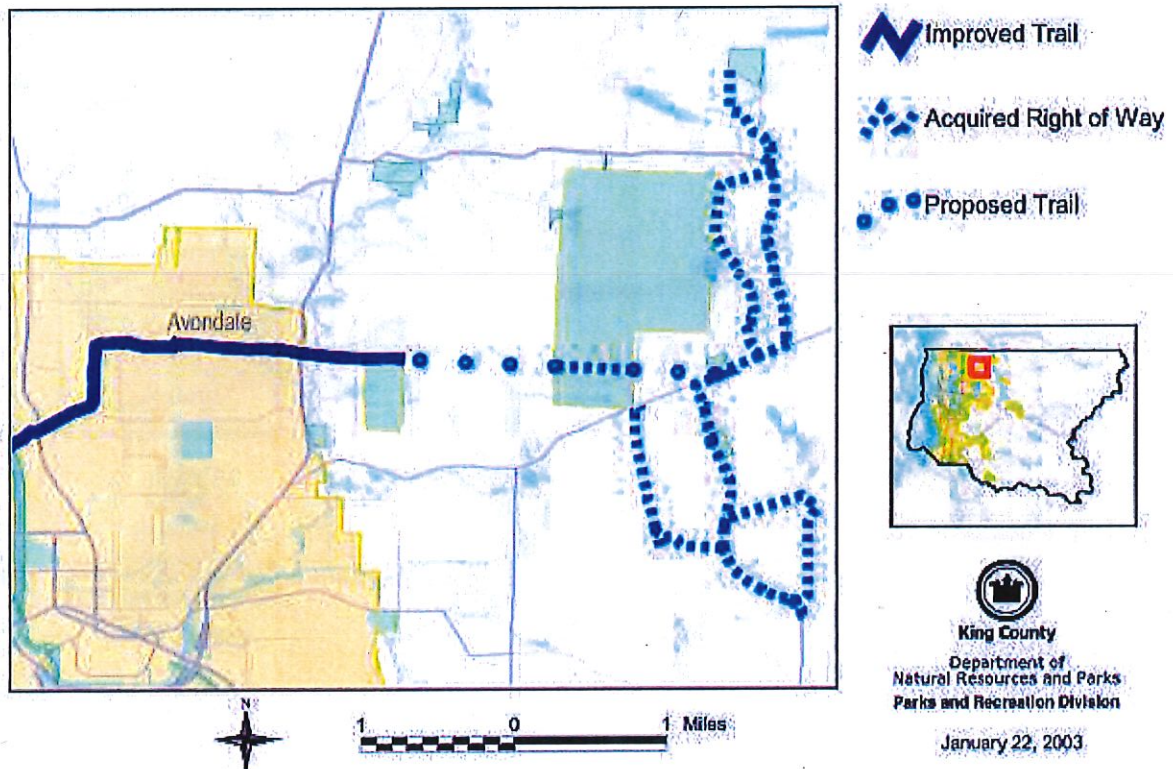 Improved Trail
Acquired Right of Way
Proposed Trail
Avondale
King County
Department of
Natural Resources and Parks
Parks and Recreation Division
January 22, 2003
N
1 0 1 Miles